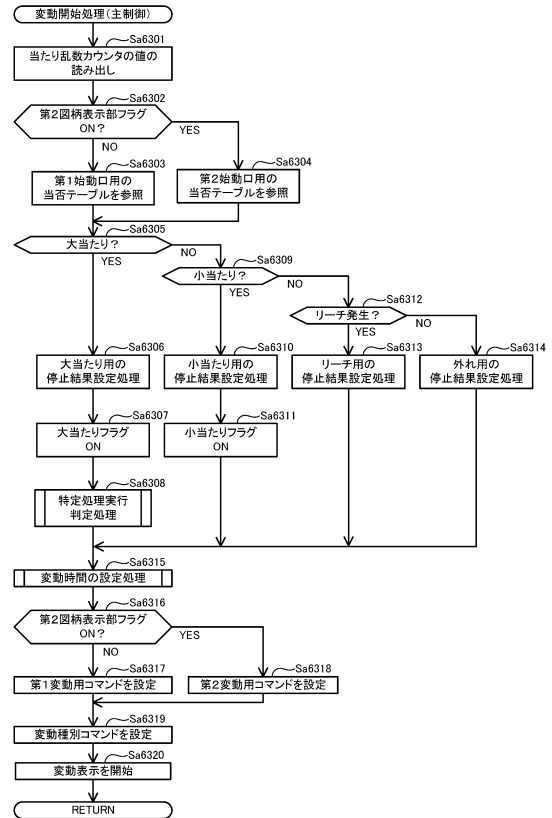 変動開始処理(主制御)
Sa6301
当たり乱数カウンタの値の
読み出し
Sa6302
第2図柄表示部フラグ
ON?
YES
NO
Sa6303
第1始動口用の
当否テーブルを参照
Sa6304
第2始動口用の
当否テーブルを参照
Sa6305
大当たり?
NO
YES
Sa6309
小当たり?
NO
YES
Sa6312
リーチ発生?
NO
YES
Sa6306
大当たり用の
停止結果設定処理
Sa6310
小当たり用の
停止結果設定処理
Sa6313
リーチ用の
停止結果設定処理
Sa6314
外れ用の
停止結果設定処理
Sa6307
大当たりフラグ
ON
Sa6311
小当たりフラグ
ON
Sa6308
特定処理実行
判定処理
Sa6315
変動時間の設定処理
Sa6316
第2図柄表示部フラグ
ON?
YES
NO
Sa6317
第1変動用コマンドを設定
Sa6318
第2変動用コマンドを設定
Sa6319
変動種別コマンドを設定
Sa6320
変動表示を開始
RETURN